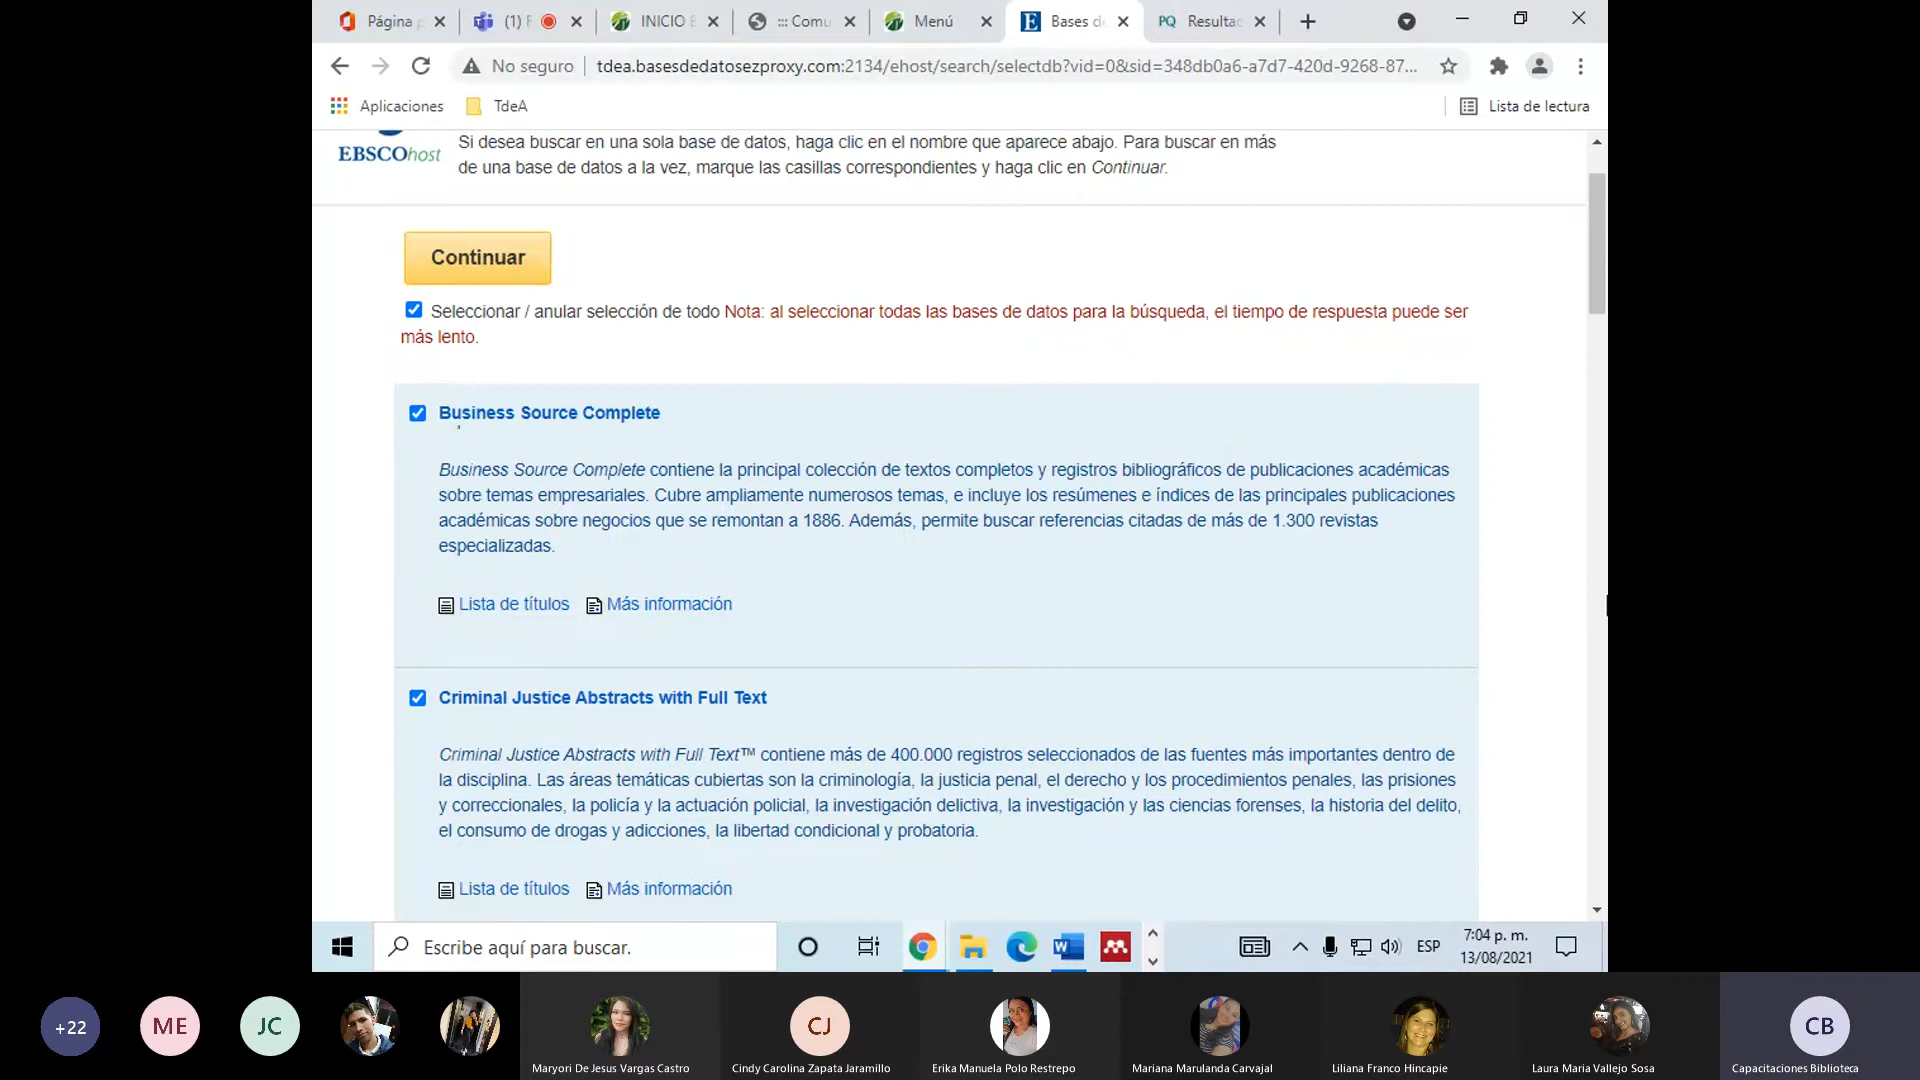 Página p
(1) F
INICIO B
::: Comu
Menú
Bases de
PQ Resultac
No seguro tdea.basesdedatosezproxy.com:2134/ehost/search/selectdb?vid=0&sid=348db0a6-a7d7-420d-9268-87...
Aplicaciones TdeA Lista de lectura
EBSCOhost
Si desea buscar en una sola base de datos, haga clic en el nombre que aparece abajo. Para buscar en más
de una base de datos a la vez, marque las casillas correspondientes y haga clic en Continuar.
Continuar
Seleccionar / anular selección de todo Nota: al seleccionar todas las bases de datos para la búsqueda, el tiempo de respuesta puede ser
más lento.
Business Source Complete
Business Source Complete contiene la principal colección de textos completos y registros bibliográficos de publicaciones académicas
sobre temas empresariales. Cubre ampliamente numerosos temas, e incluye los resúmenes e índices de las principales publicaciones
académicas sobre negocios que se remontan a 1886. Además, permite buscar referencias citadas de más de 1.300 revistas
especializadas.
Lista de títulos Más información
Criminal Justice Abstracts with Full Text
Criminal Justice Abstracts with Full Text™ contiene más de 400.000 registros seleccionados de las fuentes más importantes dentro de
la disciplina. Las áreas temáticas cubiertas son la criminología, la justicia penal, el derecho y los procedimientos penales, las prisiones
y correccionales, la policía y la actuación policial, la investigación delictiva, la investigación y las ciencias forenses, la historia del delito,
el consumo de drogas y adicciones, la libertad condicional y probatoria.
Lista de títulos Más información
Escribe aquí para buscar.
ESP
7:04 p. m.
13/08/2021
+22
ME
JC
CJ
CB
Maryori De Jesus Vargas Castro
Cindy Carolina Zapata Jaramillo
Erika Manuela Polo Restrepo
Mariana Marulanda Carvajal
Liliana Franco Hincapie
Laura Maria Vallejo Sosa
Capacitaciones Biblioteca